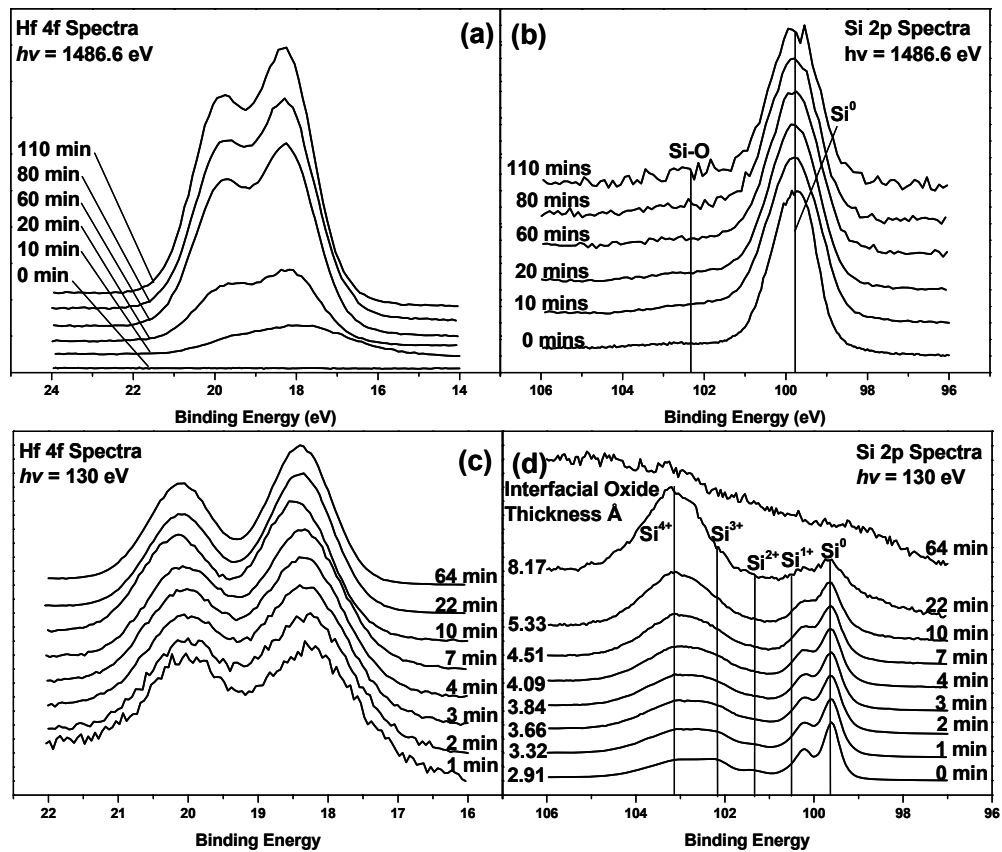 Hf 4f Spectra
hν = 1486.6 eV
(a)
110 min
80 min
60 min
20 min
10 min
0 min
24 22 20 18 16 14
Binding Energy (eV)
(b)
Si 2p Spectra
hν = 1486.6 eV
Si⁰
Si-O
110 mins
80 mins
60 mins
20 mins
10 mins
0 mins
106 104 102 100 98 96
Binding Energy (eV)
Hf 4f Spectra
hν = 130 eV
(c)
64 min
22 min
10 min
7 min
4 min
3 min
2 min
1 min
22 21 20 19 18 17 16
Binding Energy
(d)
Si 2p Spectra
hν = 130 eV
Interfacial Oxide
Thickness Å
Si⁴⁺ Si³⁺ Si²⁺ Si¹⁺ Si⁰
8.17
5.33
4.51
4.09
3.84
3.66
3.32
2.91
64 min
22 min
10 min
7 min
4 min
3 min
2 min
1 min
0 min
106 104 102 100 98 96
Binding Energy